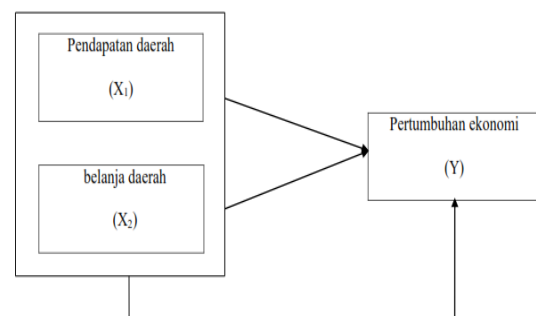 Pendapatan daerah
(X₁)
belanja daerah
(X₂)
Pertumbuhan ekonomi
(Y)